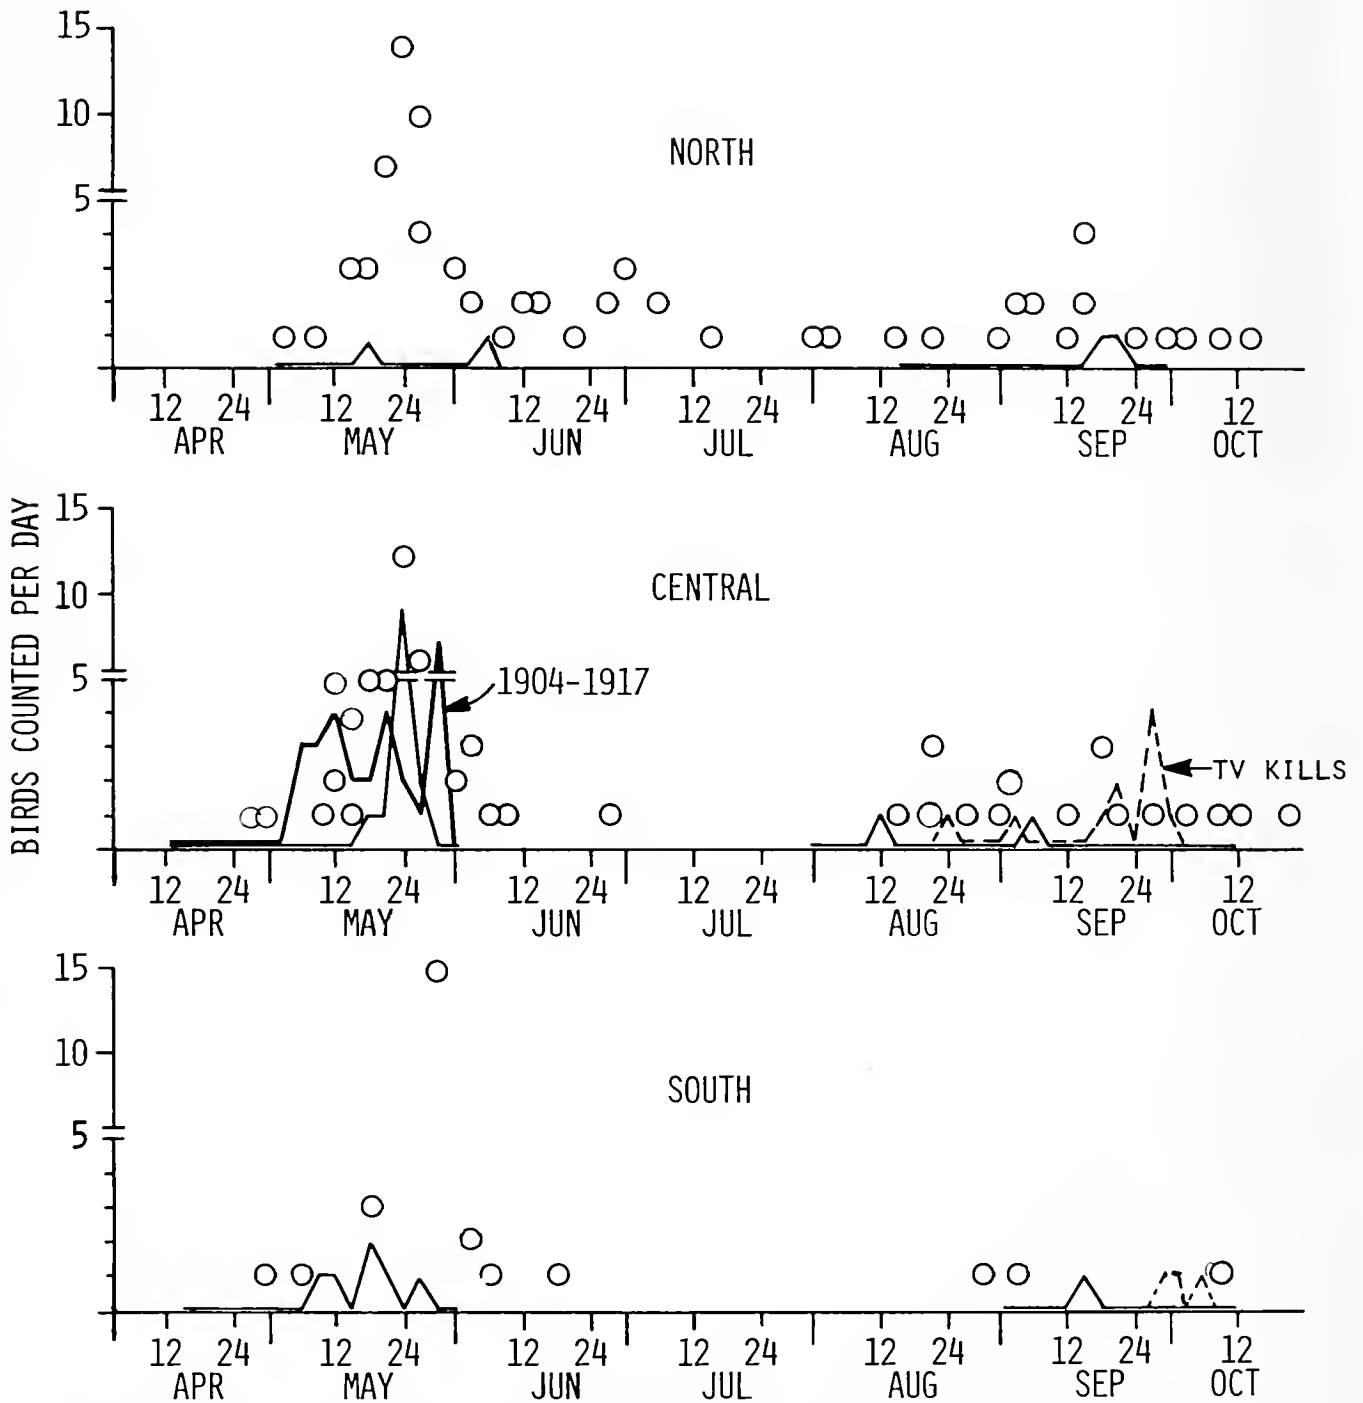 15
10
NORTH
5
12 24 12 24 12 24 12 24 12 24 12 24 12
APR MAY JUN JUL AUG SEP OCT
BIRDS COUNTED PER DAY
15
10
CENTRAL
5
1904-1917
TV KILLS
12 24 12 24 12 24 12 24 12 24 12 24 12
APR MAY JUN JUL AUG SEP OCT
15
10
SOUTH
5
12 24 12 24 12 24 12 24 12 24 12 24 12
APR MAY JUN JUL AUG SEP OCT